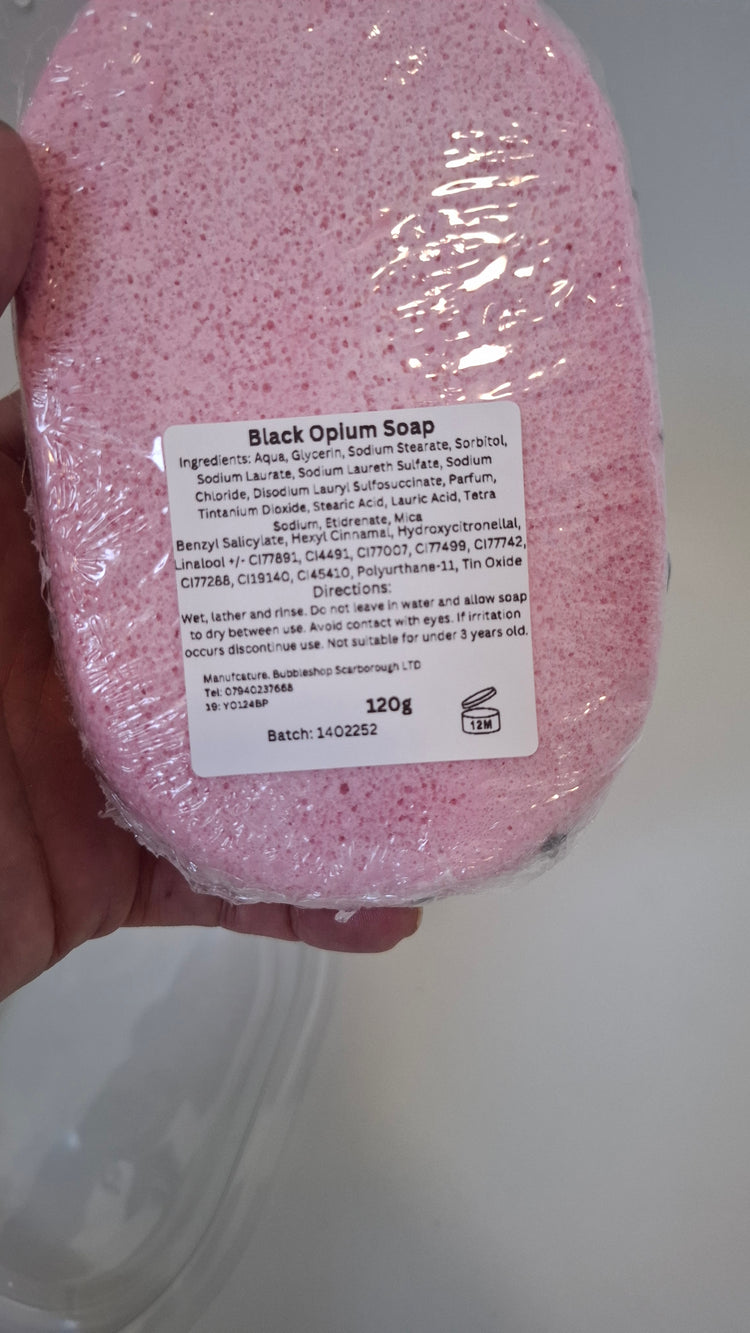 Black Opium Soap
Ingredients: Aqua, Glycerin, Sodium Stearate, Sorbitol,
Sodium Laurate, Sodium Laureth Sulfate, Sodium
Chloride, Disodium Lauryl Sulfosuccinate, Parfum,
Tintanium Dioxide, Stearic Acid, Lauric Acid, Tetra
Sodium, Etidrenate, Mica
Benzyl Salicylate, Hexyl Cinnamal, Hydroxycitronellal,
Linalool +/- CI77891, CI4491, CI77007, CI77499, CI77742,
CI77288, CI19140, CI45410, Polyurthane-11, Tin Oxide
Directions:
Wet, lather and rinse. Do not leave in water and allow soap
to dry between use. Avoid contact with eyes. If irritation
occurs discontinue use. Not suitable for under 3 years old.
Manufcature. Bubbleshop Scarborough LTD
Tel: 07940237668
19: YO124BP
120g
12M
Batch: 1402252